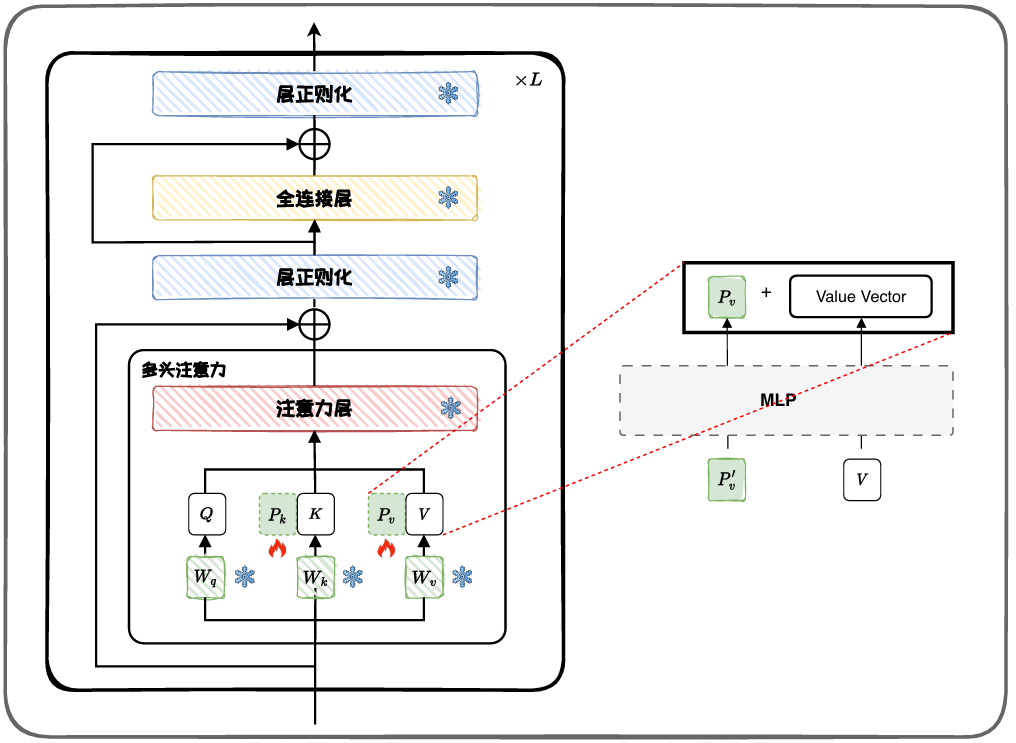 ×L
层正则化
全连接层
层正则化
多头注意力
注意力层
Q
P_k
K
P_v
V
W_q
W_k
W_v
P_v + Value Vector
MLP
P'_v
V